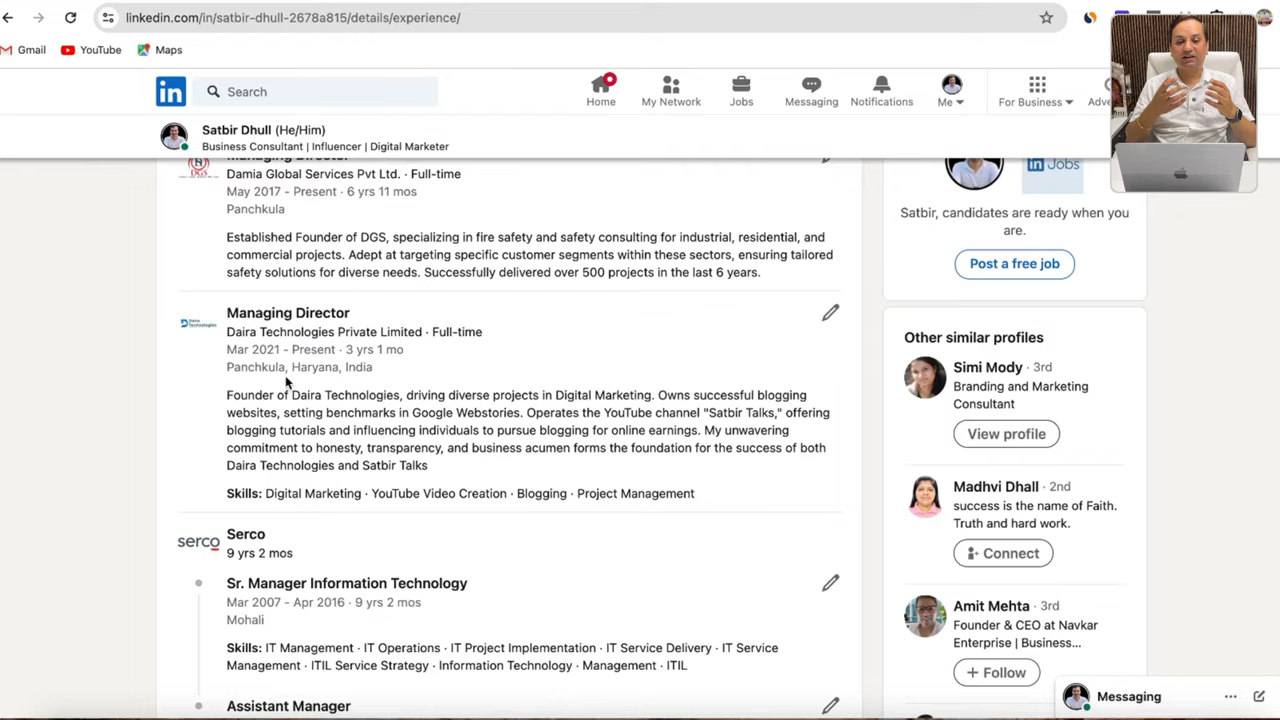 linkedin.com/in/satbir-dhull-2678a815/details/experience/
Gmail
YouTube
Maps
in
Search
Home
My Network
Jobs
Messaging
Notifications
Me
For Business
Satbir Dhull (He/Him)
Business Consultant | Influencer | Digital Marketer
Managing Director
DGS
Damia Global Services Pvt Ltd. · Full-time
May 2017 - Present · 6 yrs 11 mos
Panchkula
Established Founder of DGS, specializing in fire safety and safety consulting for industrial, residential, and
commercial projects. Adept at targeting specific customer segments within these sectors, ensuring tailored
safety solutions for diverse needs. Successfully delivered over 500 projects in the last 6 years.
Managing Director
Daira Technologies Private Limited · Full-time
Mar 2021 - Present · 3 yrs 1 mo
Panchkula, Haryana, India
Founder of Daira Technologies, driving diverse projects in Digital Marketing. Owns successful blogging
websites, setting benchmarks in Google Webstories. Operates the YouTube channel "Satbir Talks," offering
blogging tutorials and influencing individuals to pursue blogging for online earnings. My unwavering
commitment to honesty, transparency, and business acumen forms the foundation for the success of both
Daira Technologies and Satbir Talks
Skills: Digital Marketing · YouTube Video Creation · Blogging · Project Management
serco
Serco
9 yrs 2 mos
Sr. Manager Information Technology
Mar 2007 - Apr 2016 · 9 yrs 2 mos
Mohali
Skills: IT Management · IT Operations · IT Project Implementation · IT Service Delivery · IT Service
Management · ITIL Service Strategy · Information Technology · Management · ITIL
Assistant Manager
in Jobs
Satbir, candidates are ready when you
are.
Post a free job
Other similar profiles
Simi Mody · 3rd
Branding and Marketing
Consultant
View profile
Madhvi Dhall · 2nd
success is the name of Faith.
Truth and hard work.
Connect
Amit Mehta · 3rd
Founder & CEO at Navkar
Enterprise | Business...
+ Follow
Messaging